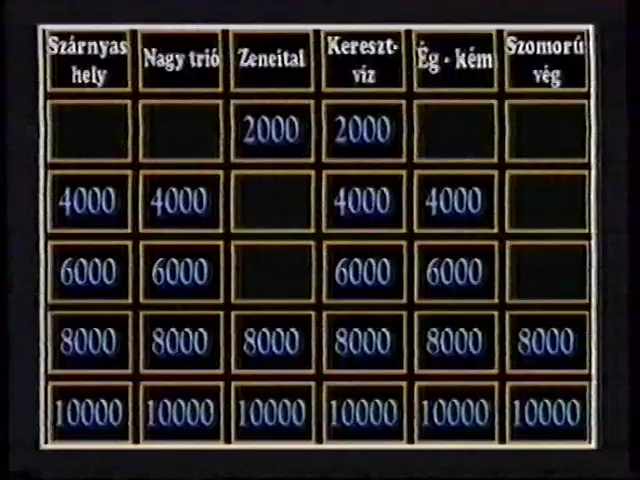 Szárnyas hely
Nagy trió
Zeneital
Kereszt-víz
Ég - kém
Szomorú vég
2000 2000
4000 4000 4000 4000
6000 6000 6000 6000
8000 8000 8000 8000 8000 8000
10000 10000 10000 10000 10000 10000